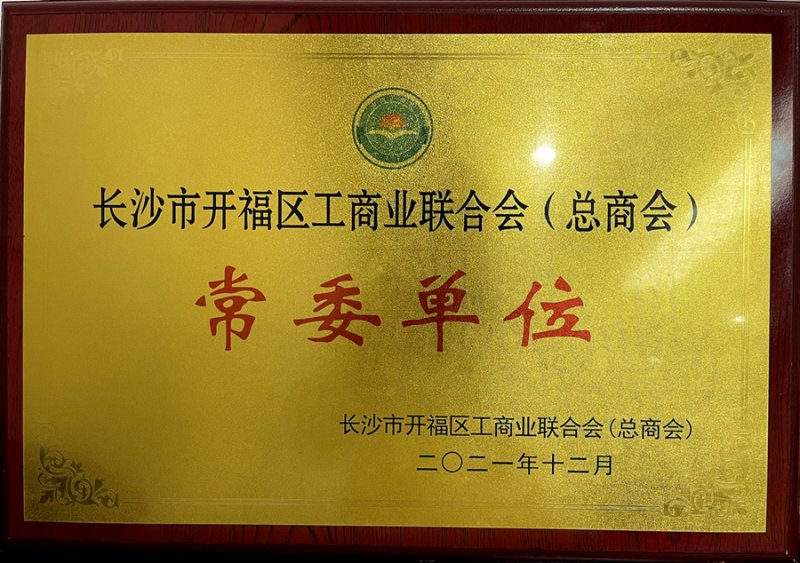 长沙市开福区工商业联合会（总商会）
常委单位
长沙市开福区工商业联合会(总商会)
二〇二一年十二月